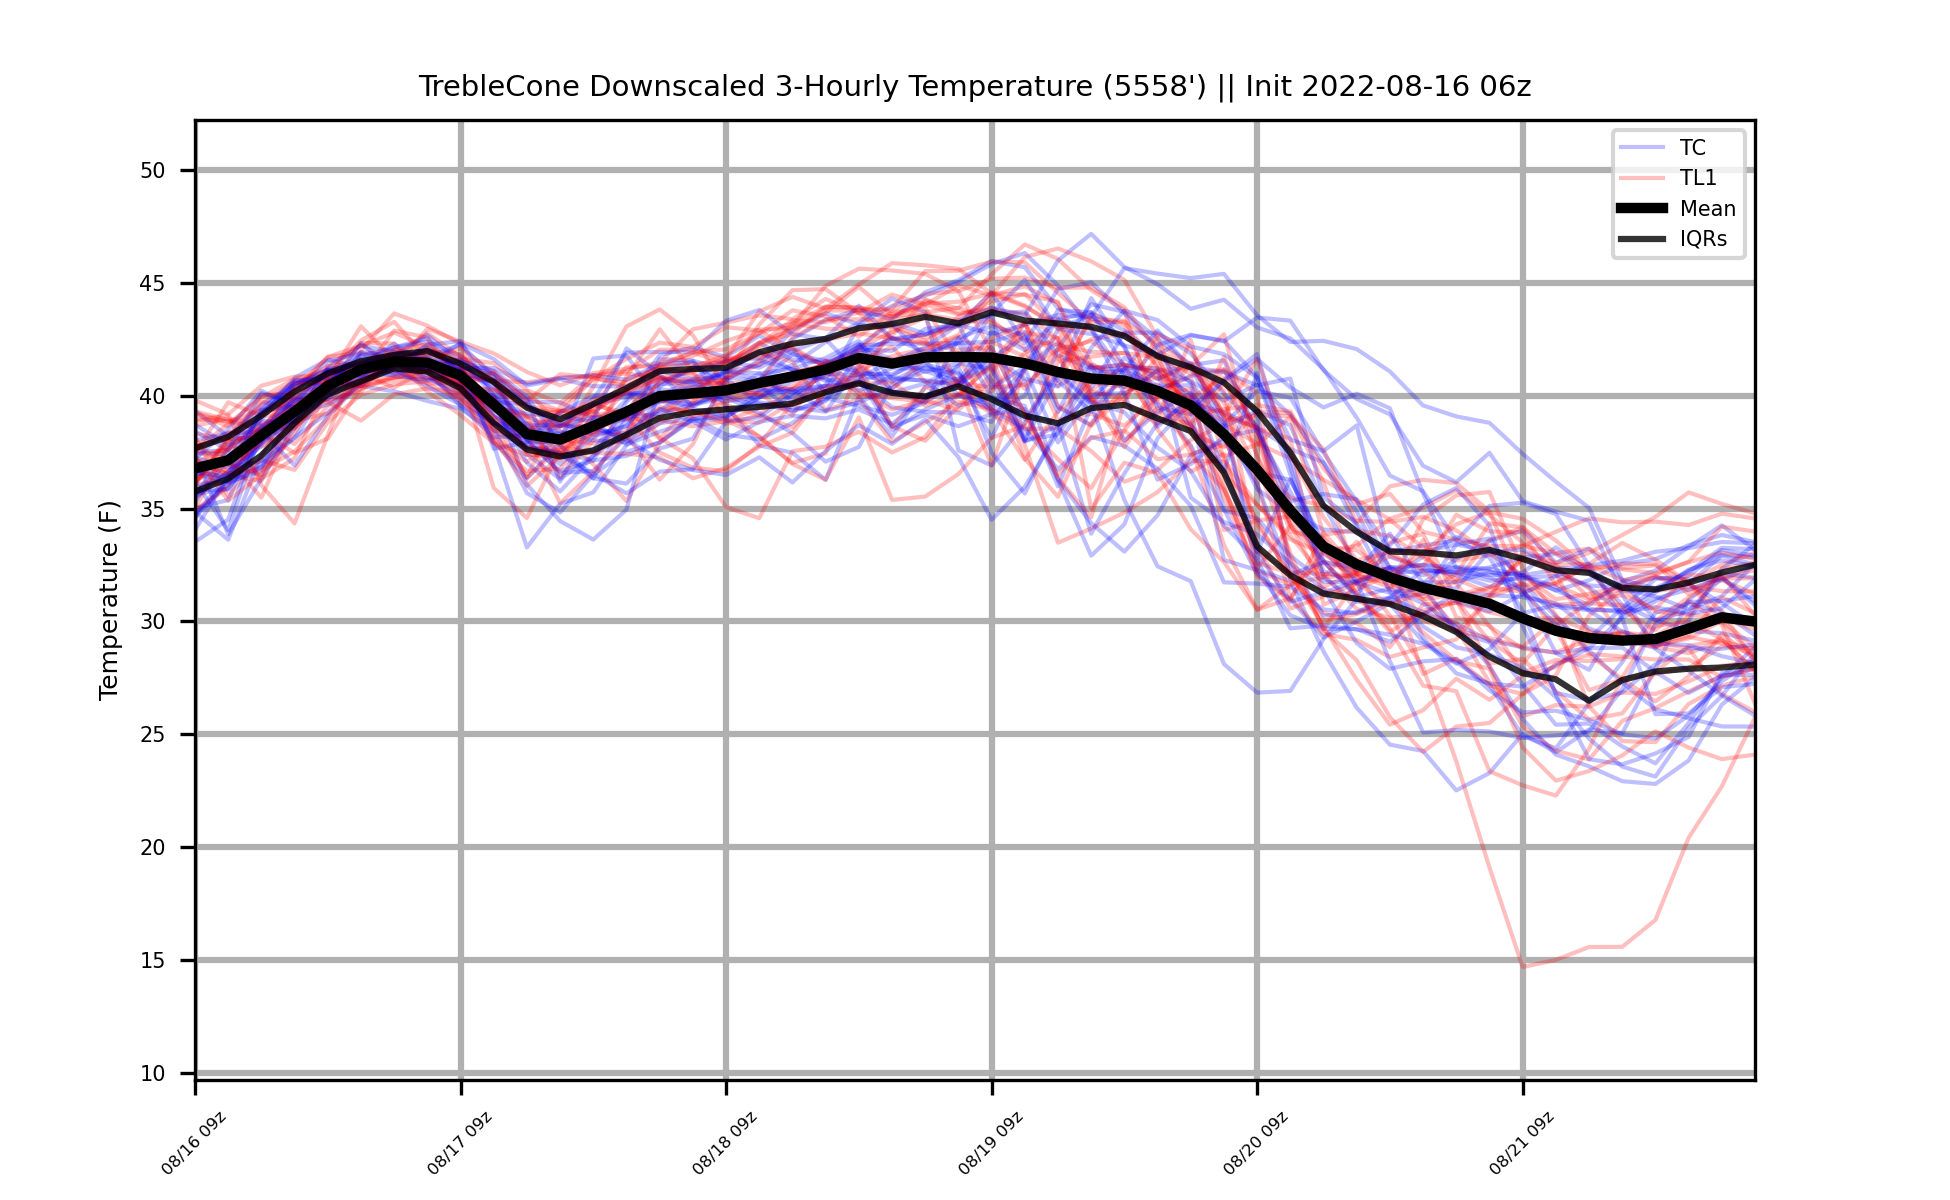 TrebleCone Downscaled 3-Hourly Temperature (5558') || Init 2022-08-16 06z
TC
TL1
Mean
IQRs
Temperature (F)
50
45
40
35
30
25
20
15
10
08/16 09z
08/17 09z
08/18 09z
08/19 09z
08/20 09z
08/21 09z